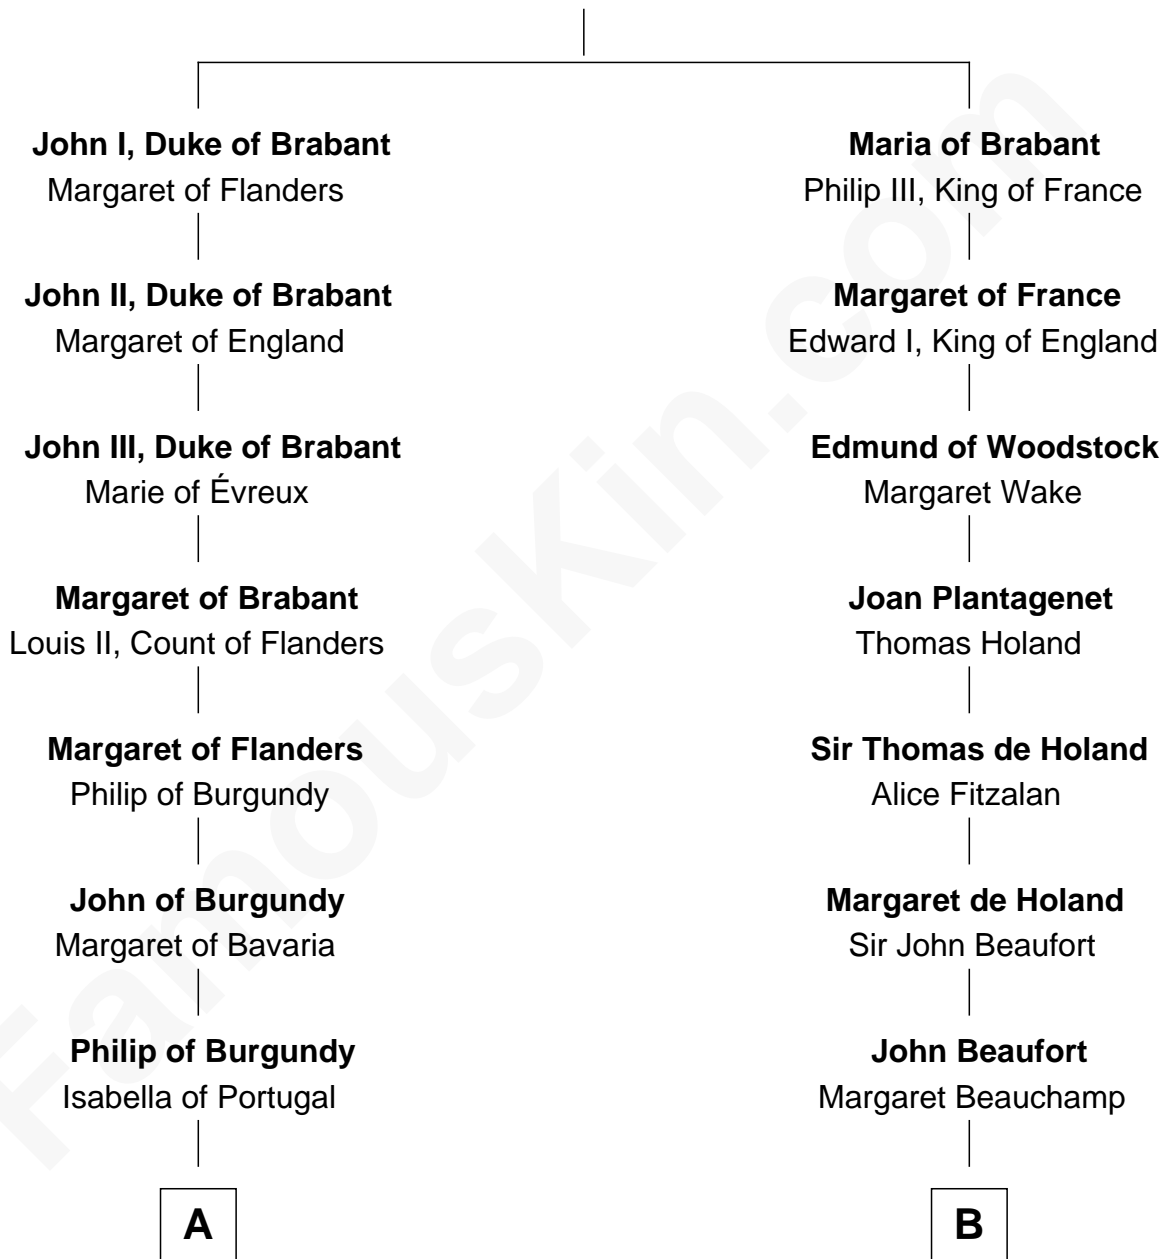 John I, Duke of Brabant
Margaret of Flanders
John II, Duke of Brabant
Margaret of England
John III, Duke of Brabant
Marie of Évreux
Margaret of Brabant
Louis II, Count of Flanders
Margaret of Flanders
Philip of Burgundy
John of Burgundy
Margaret of Bavaria
Philip of Burgundy
Isabella of Portugal
A
Maria of Brabant
Philip III, King of France
Margaret of France
Edward I, King of England
Edmund of Woodstock
Margaret Wake
Joan Plantagenet
Thomas Holand
Sir Thomas de Holand
Alice Fitzalan
Margaret de Holand
Sir John Beaufort
John Beaufort
Margaret Beauchamp
B
FamousKin.com